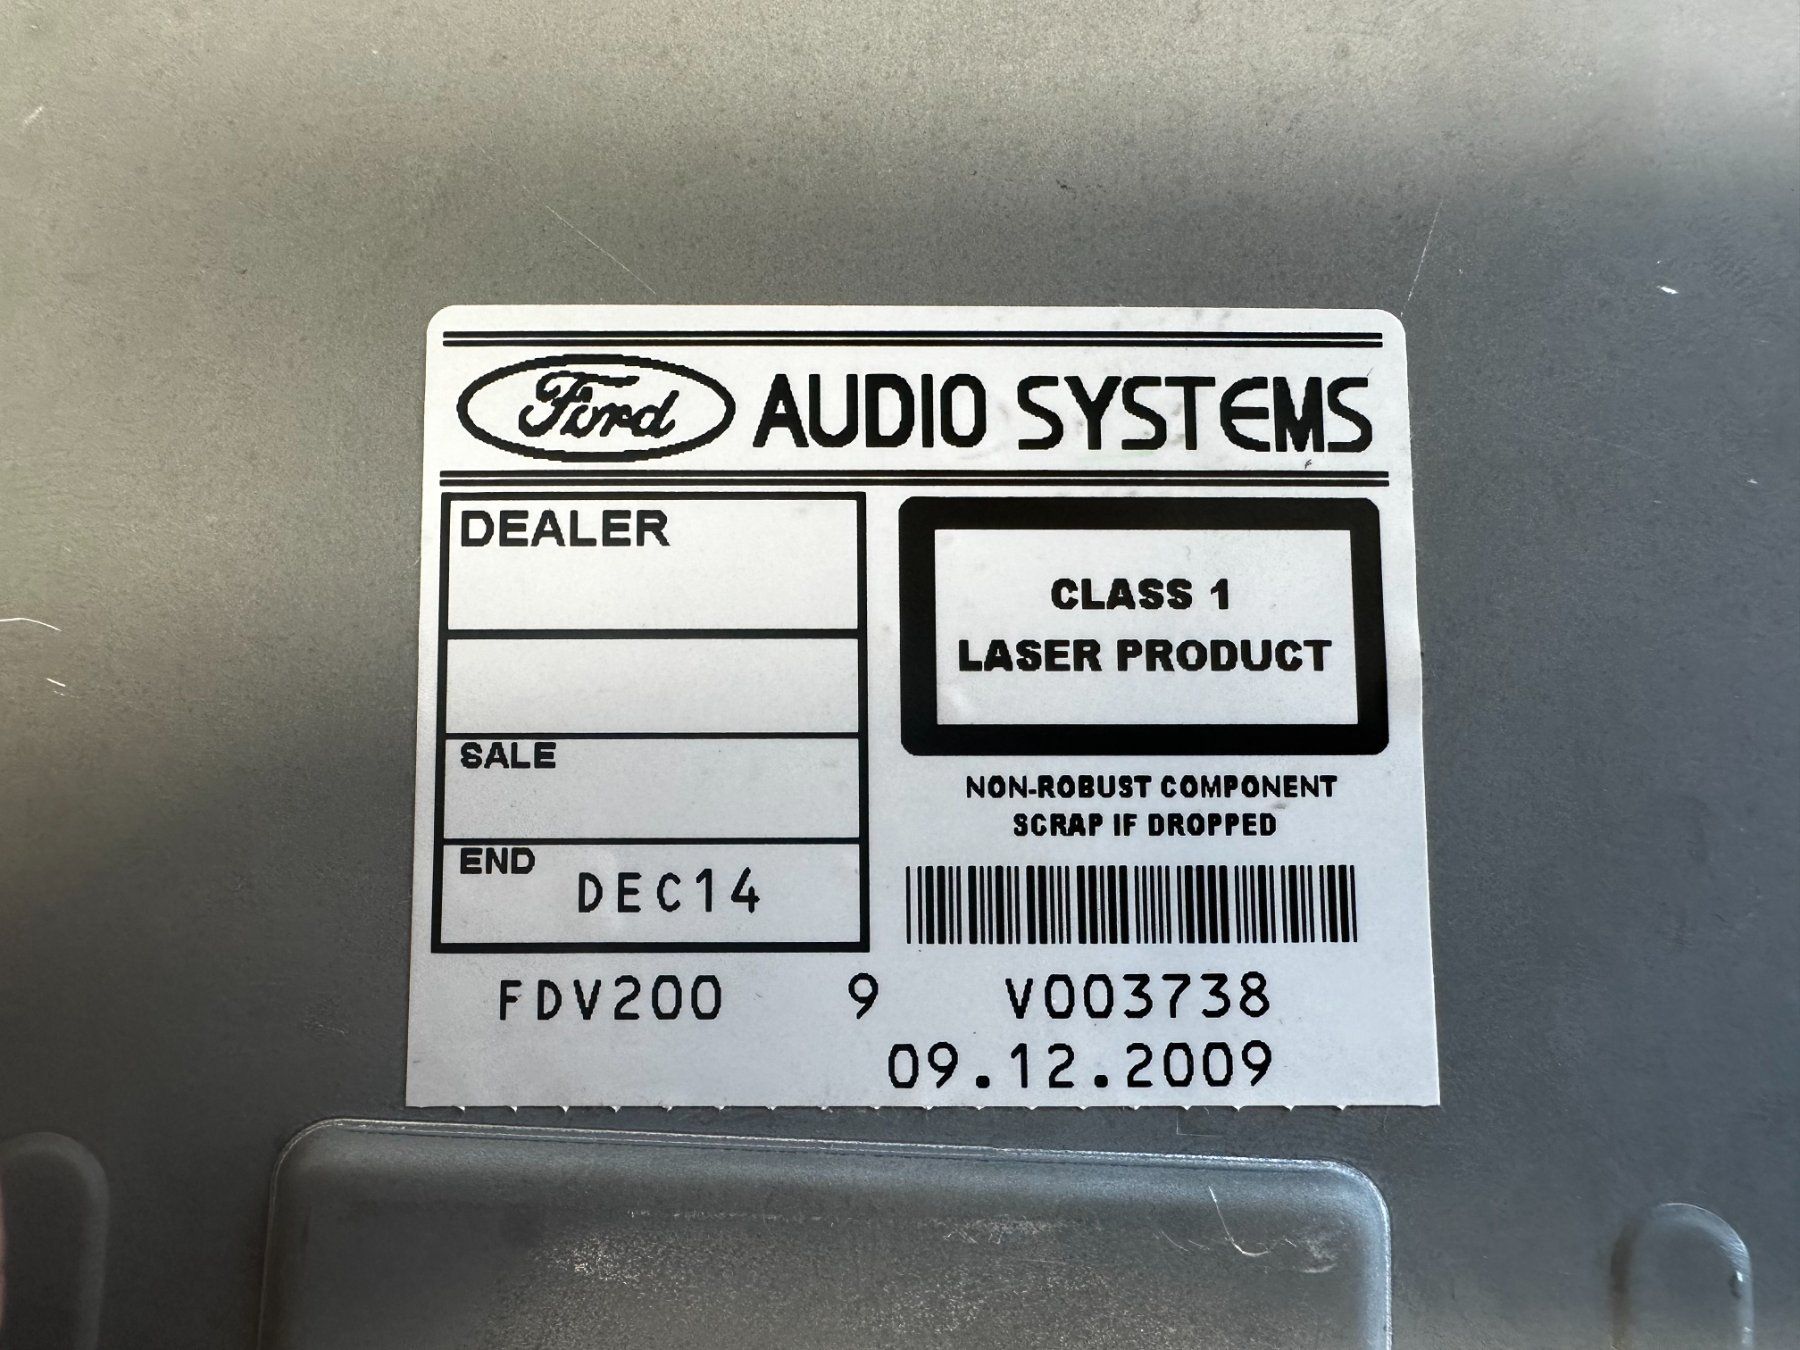 Ford AUDIO SYSTEMS
DEALER
SALE
END DEC14
CLASS 1
LASER PRODUCT
NON-ROBUST COMPONENT
SCRAP IF DROPPED
FDV200 9 V003738
09.12.2009